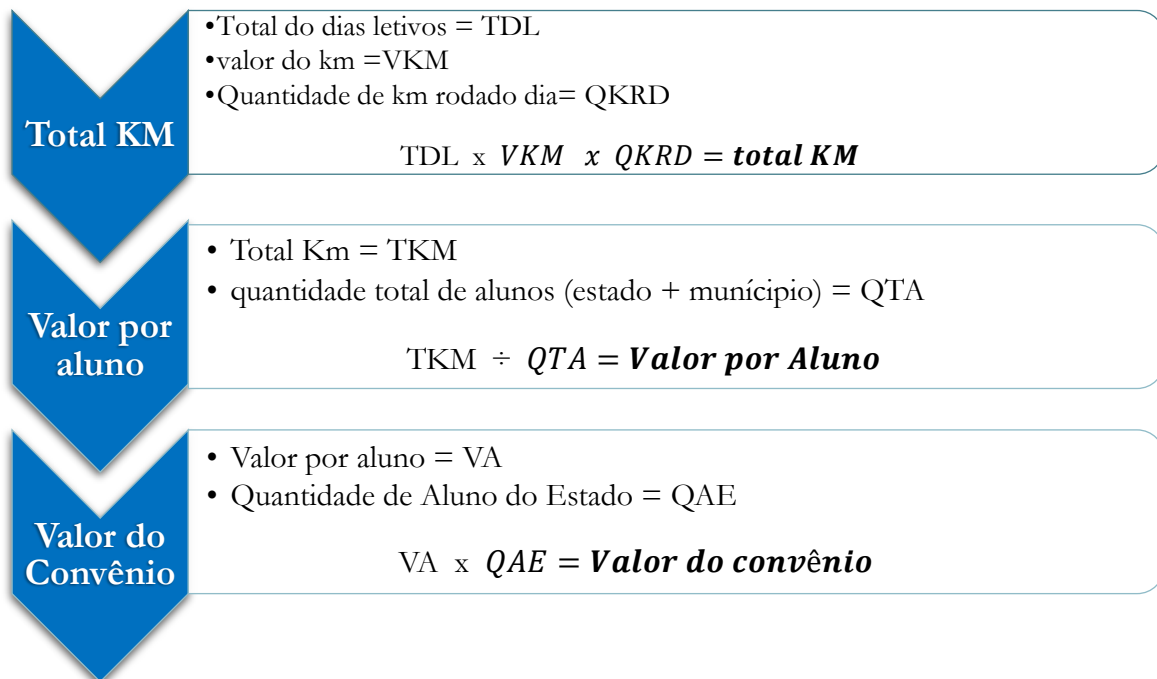 Total KM
•Total do dias letivos = TDL
•valor do km =VKM
•Quantidade de km rodado dia= QKRD
TDL x VKM x QKRD = total KM
Valor por
aluno
• Total Km = TKM
• quantidade total de alunos (estado + munícipio) = QTA
TKM ÷ QTA = Valor por Aluno
Valor do
Convênio
• Valor por aluno = VA
• Quantidade de Aluno do Estado = QAE
VA x QAE = Valor do convênio